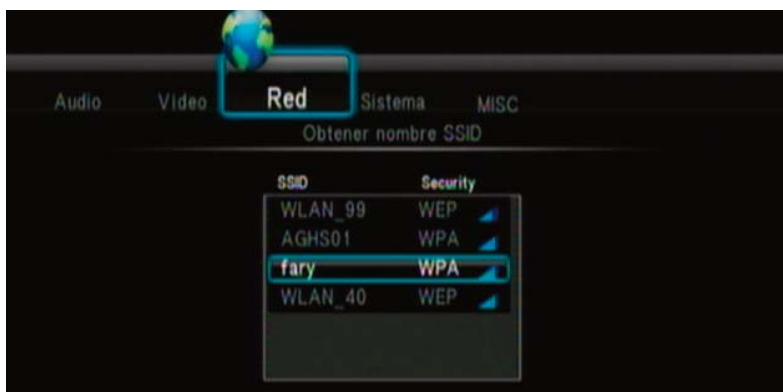 Audio Video Red Sistema MISC
Obtener nombre SSID
SSID Security
WLAN_99 WEP
AGHS01 WPA
fary WPA
WLAN_40 WEP